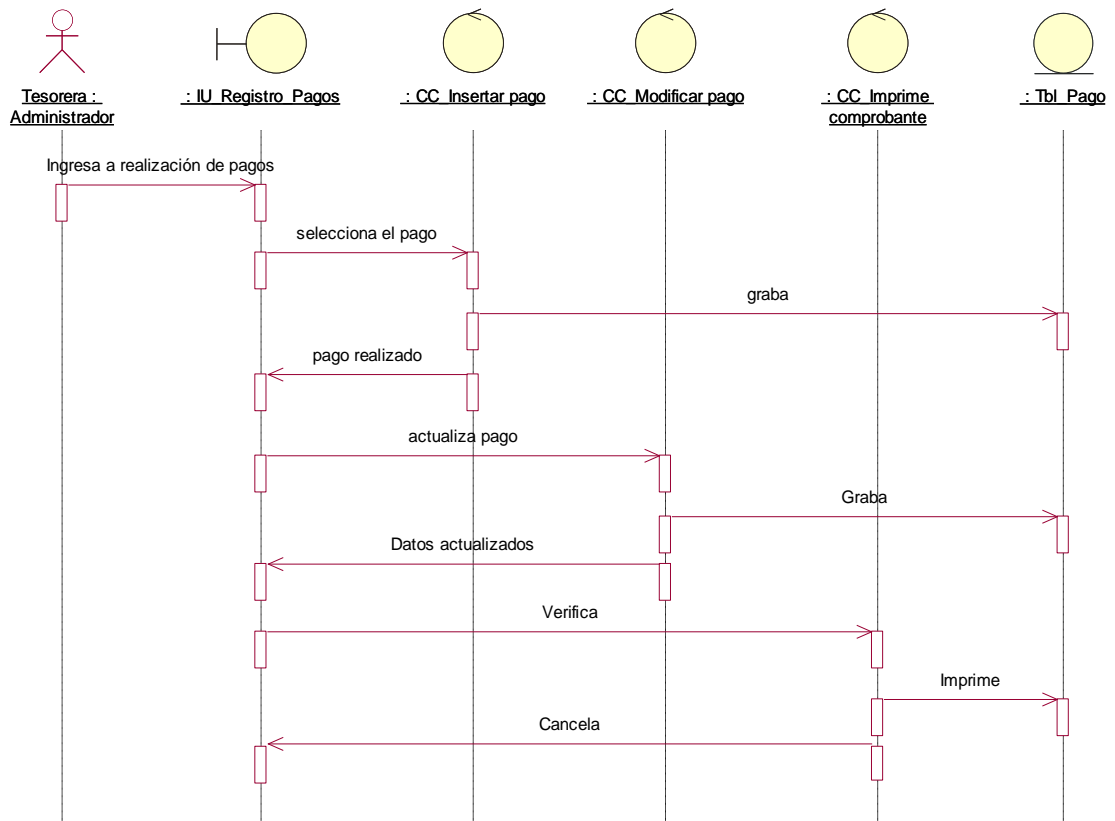 Tesorera :
Administrador
: IU_Registro_Pagos
: CC_Insertar pago
: CC_Modificar pago
: CC_Imprime
comprobante
: Tbl_Pago
Ingresa a realización de pagos
selecciona el pago
graba
pago realizado
actualiza pago
Graba
Datos actualizados
Verifica
Imprime
Cancela